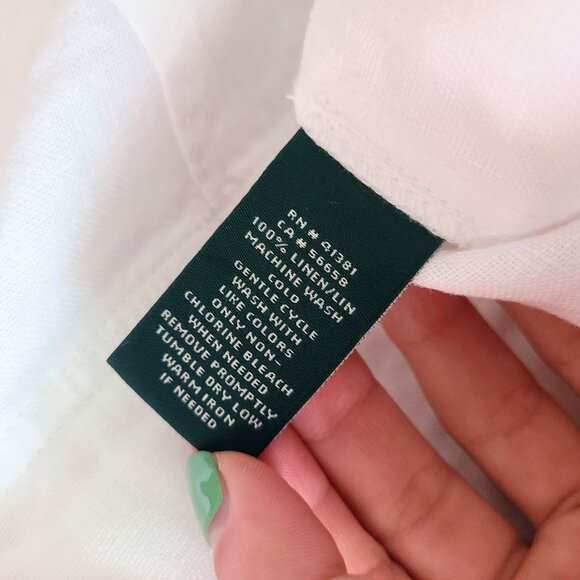 RN # 41381
CA # 56658
100% LINEN/LIN
MACHINE WASH
COLD
GENTLE CYCLE
WASH WITH
LIKE COLORS
ONLY NON-
CHLORINE BLEACH
WHEN NEEDED
REMOVE PROMPTLY
TUMBLE DRY LOW
WARM IRON
IF NEEDED